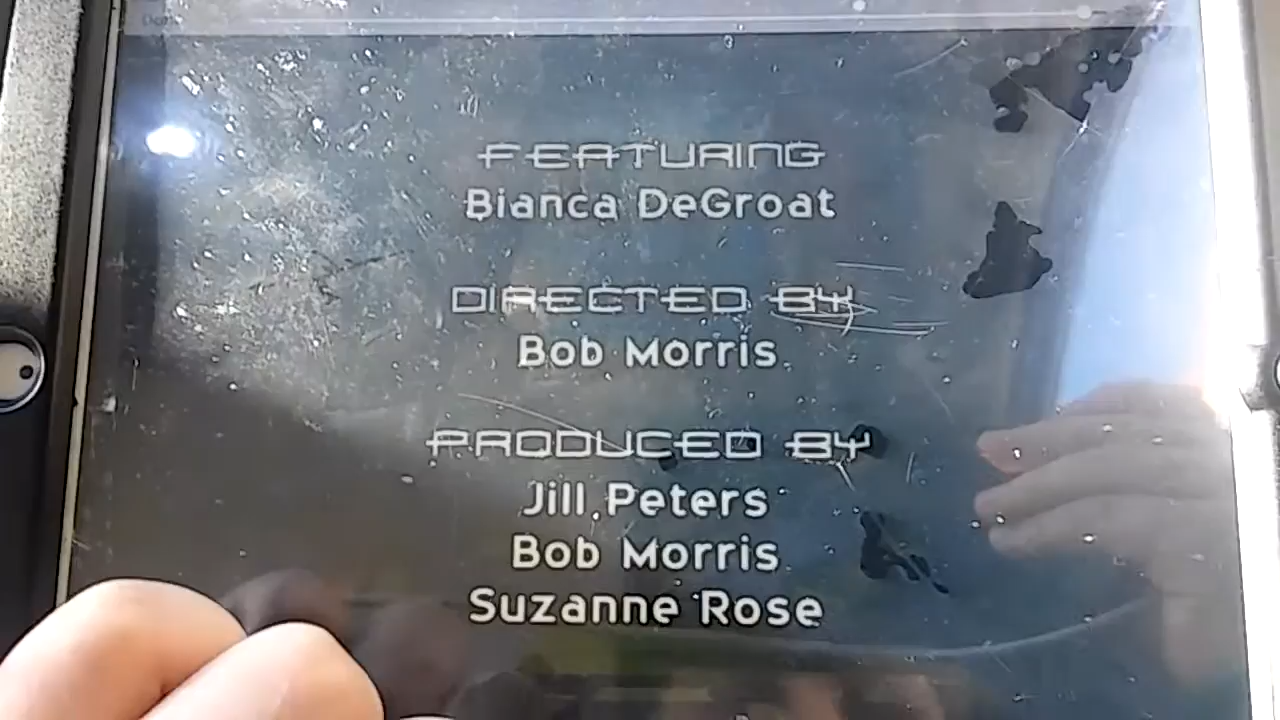 FEATURING
Bianca DeGroat
DIRECTED BY
Bob Morris
PRODUCED BY
Jill Peters
Bob Morris
Suzanne Rose